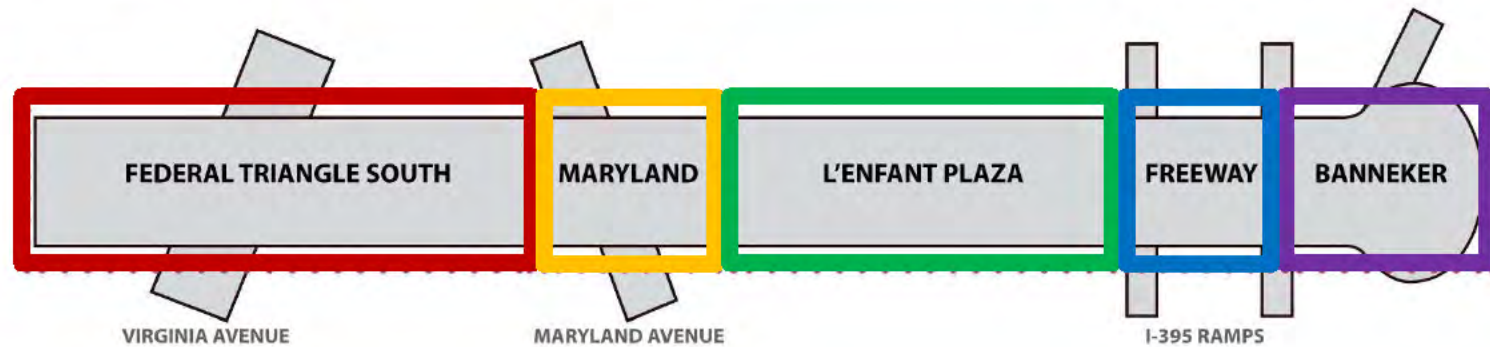 FEDERAL TRIANGLE SOUTH
MARYLAND
L'ENFANT PLAZA
FREEWAY
BANNEKER
VIRGINIA AVENUE
MARYLAND AVENUE
I-395 RAMPS